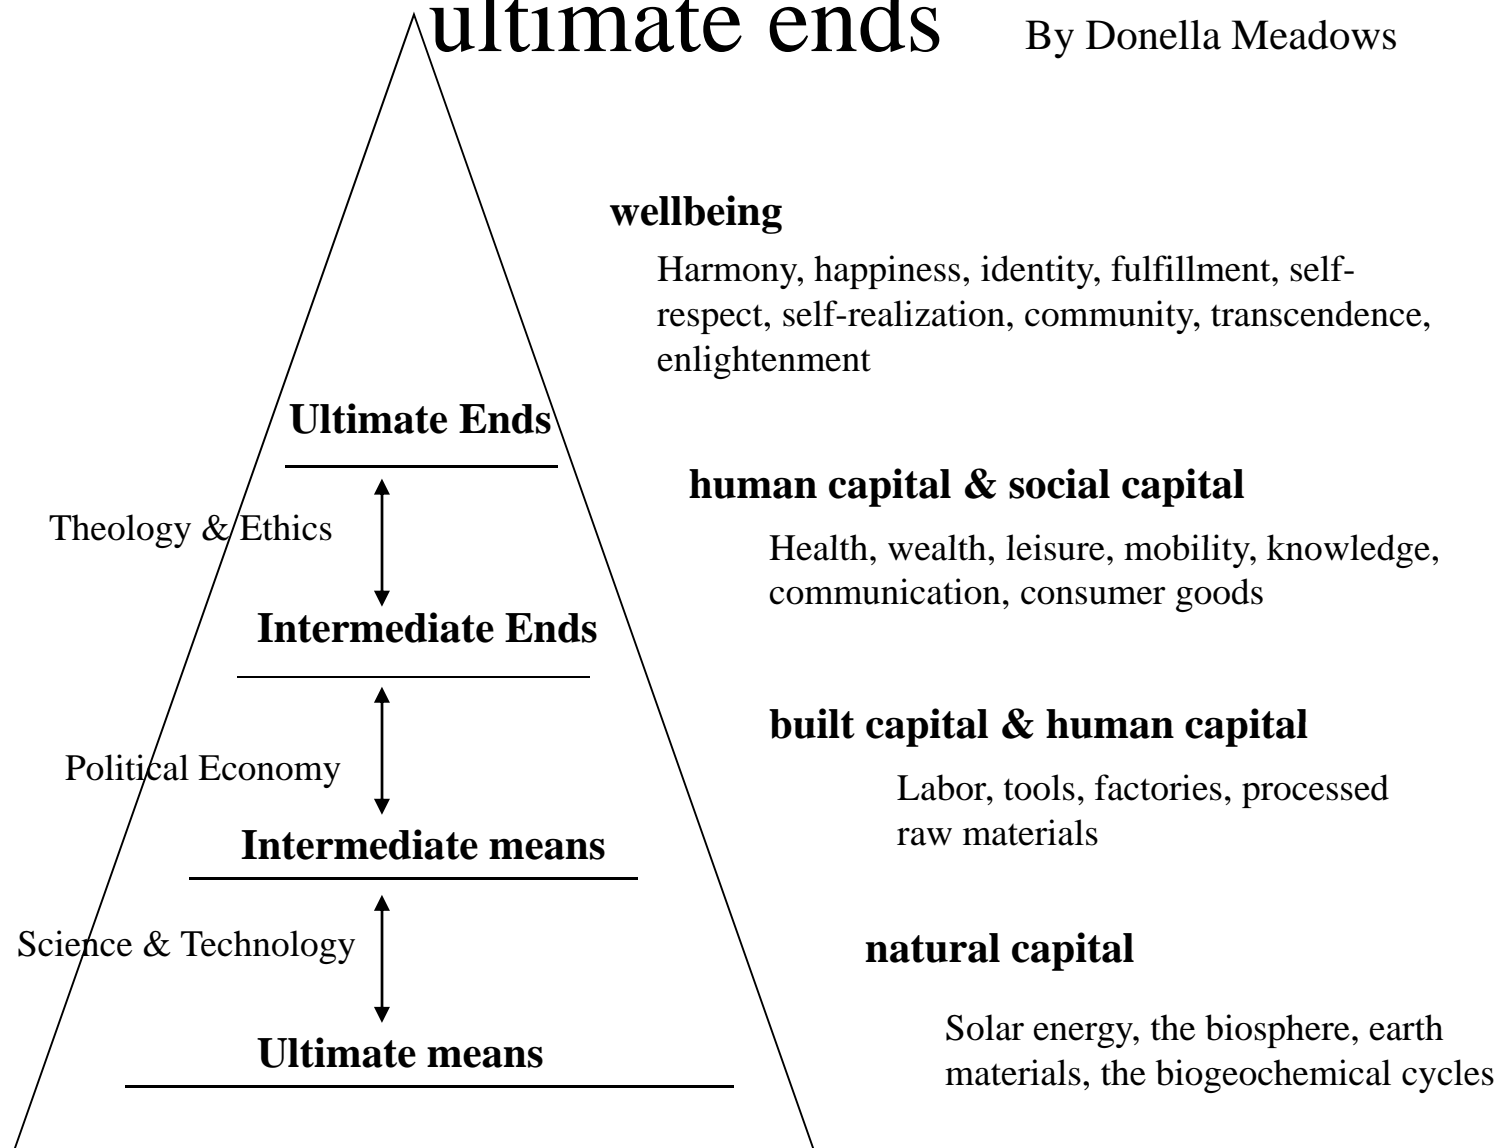 ultimate ends
By Donella Meadows
wellbeing
Harmony, happiness, identity, fulfillment, self-
respect, self-realization, community, transcendence,
enlightenment
Ultimate Ends
human capital & social capital
Theology & Ethics
Health, wealth, leisure, mobility, knowledge,
communication, consumer goods
Intermediate Ends
built capital & human capital
Political Economy
Labor, tools, factories, processed
raw materials
Intermediate means
Science & Technology
natural capital
Solar energy, the biosphere, earth
materials, the biogeochemical cycles
Ultimate means